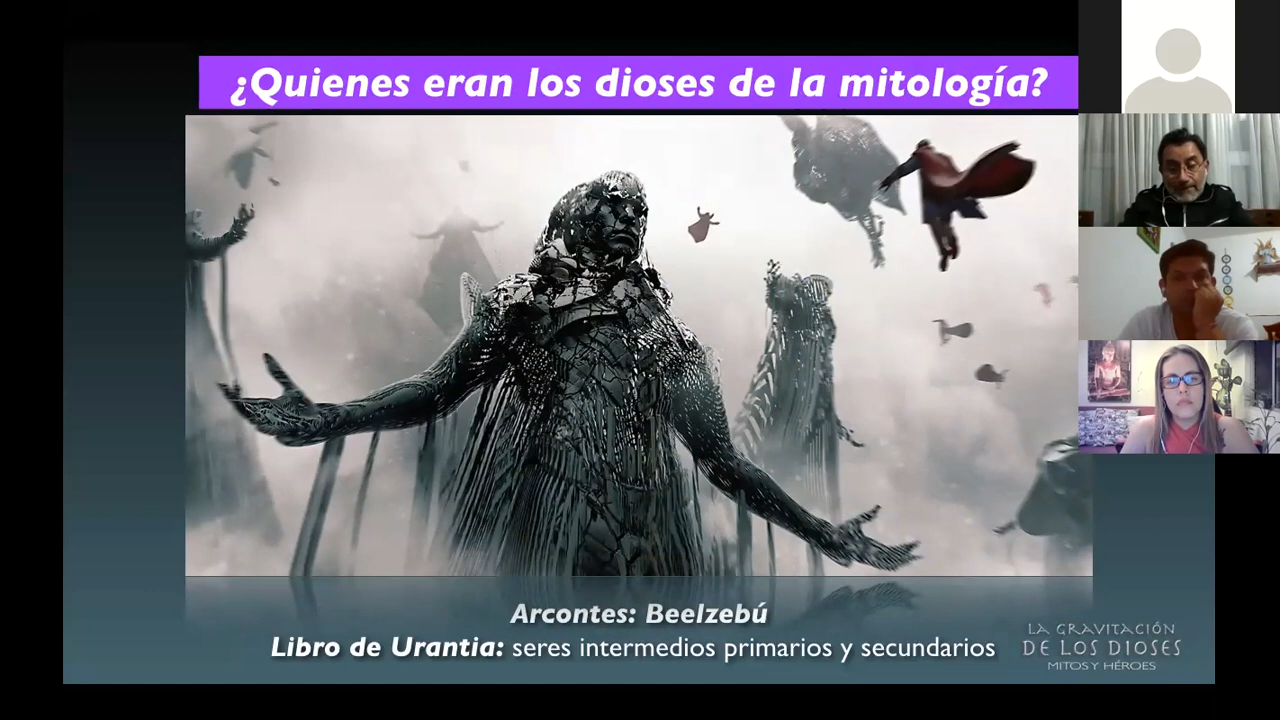 ¿Quienes eran los dioses de la mitología?
Arcontes: Beelzebú
Libro de Urantia: seres intermedios primarios y secundarios
LA GRAVITACIÓN
DE LOS DIOSES
MITOS Y HÉROES